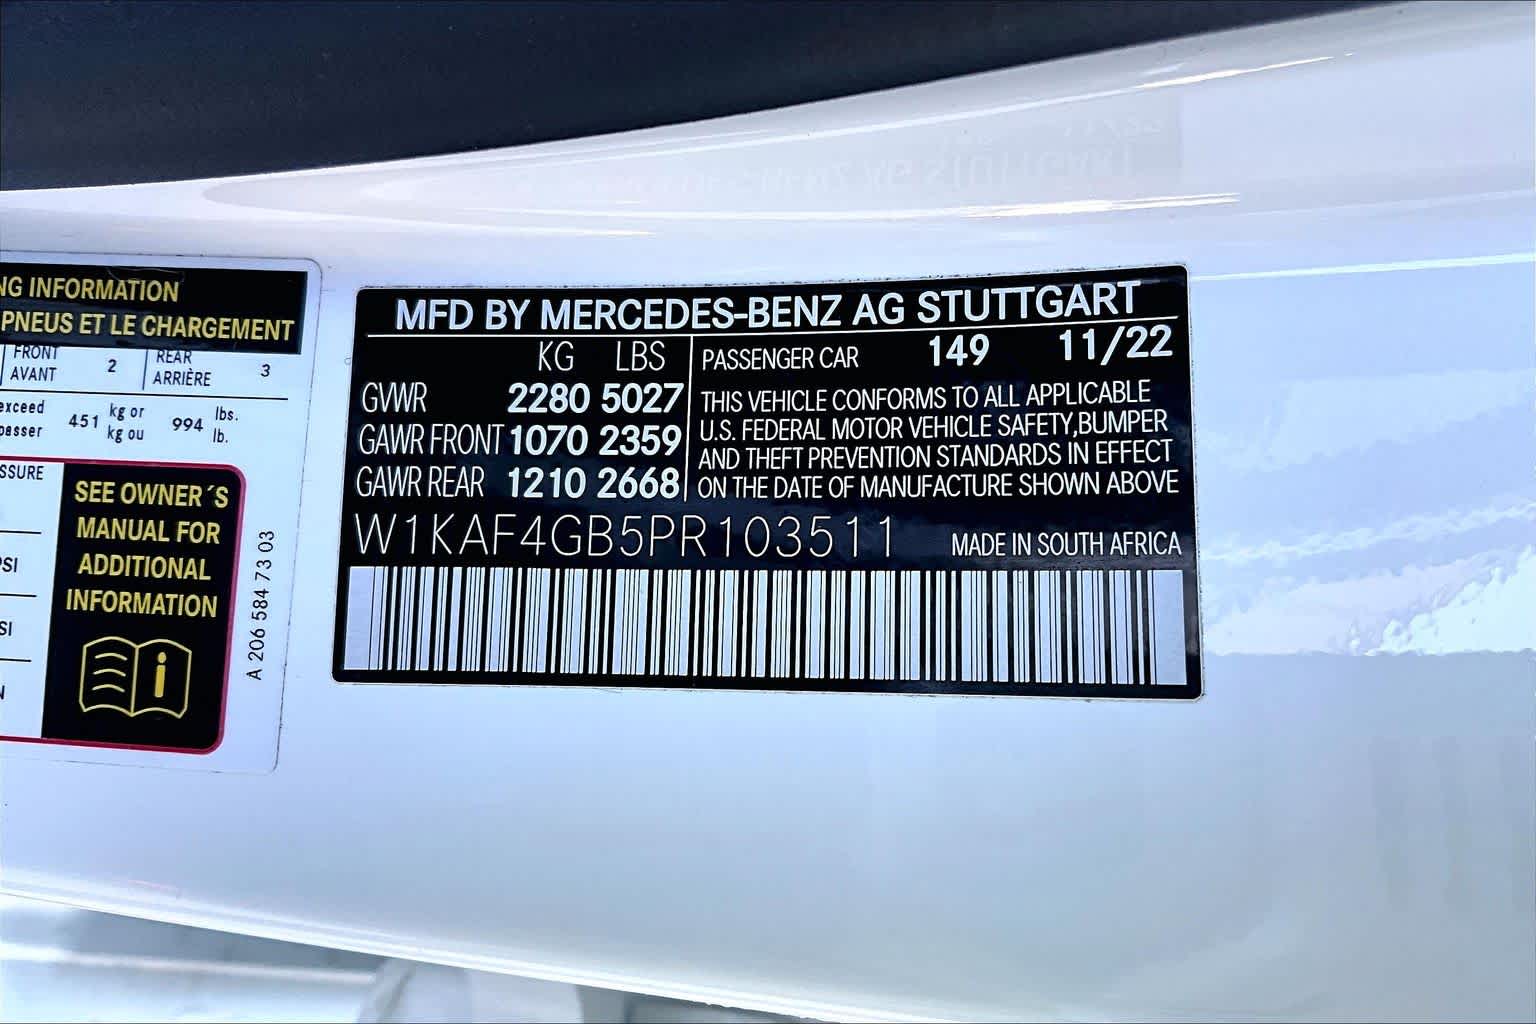 NG INFORMATION
PNEUS ET LE CHARGEMENT
FRONT 2 REAR 3
AVANT ARRIÈRE
exceed 451 kg or 994 lbs.
passer kg ou lb.
SSURE
PSI
SI
N
SEE OWNER´S
MANUAL FOR
ADDITIONAL
INFORMATION
i
A 206 584 73 03
MFD BY MERCEDES-BENZ AG STUTTGART
KG LBS
GVWR 2280 5027
GAWR FRONT 1070 2359
GAWR REAR 1210 2668
PASSENGER CAR 149 11/22
THIS VEHICLE CONFORMS TO ALL APPLICABLE
U.S. FEDERAL MOTOR VEHICLE SAFETY,BUMPER
AND THEFT PREVENTION STANDARDS IN EFFECT
ON THE DATE OF MANUFACTURE SHOWN ABOVE
W1KAF4GB5PR103511 MADE IN SOUTH AFRICA